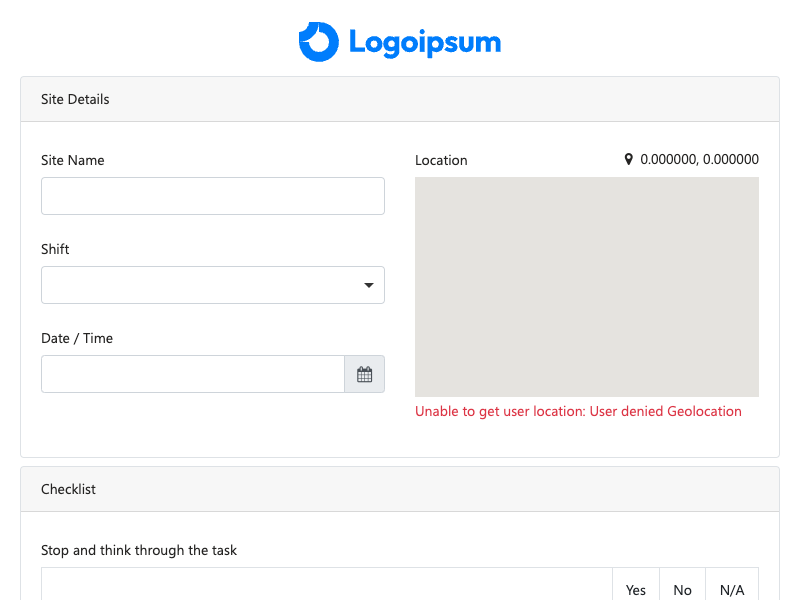 Logoipsum
Site Details
Site Name
Location
0.000000, 0.000000
Shift
Date / Time
Unable to get user location: User denied Geolocation
Checklist
Stop and think through the task
Yes
No
N/A